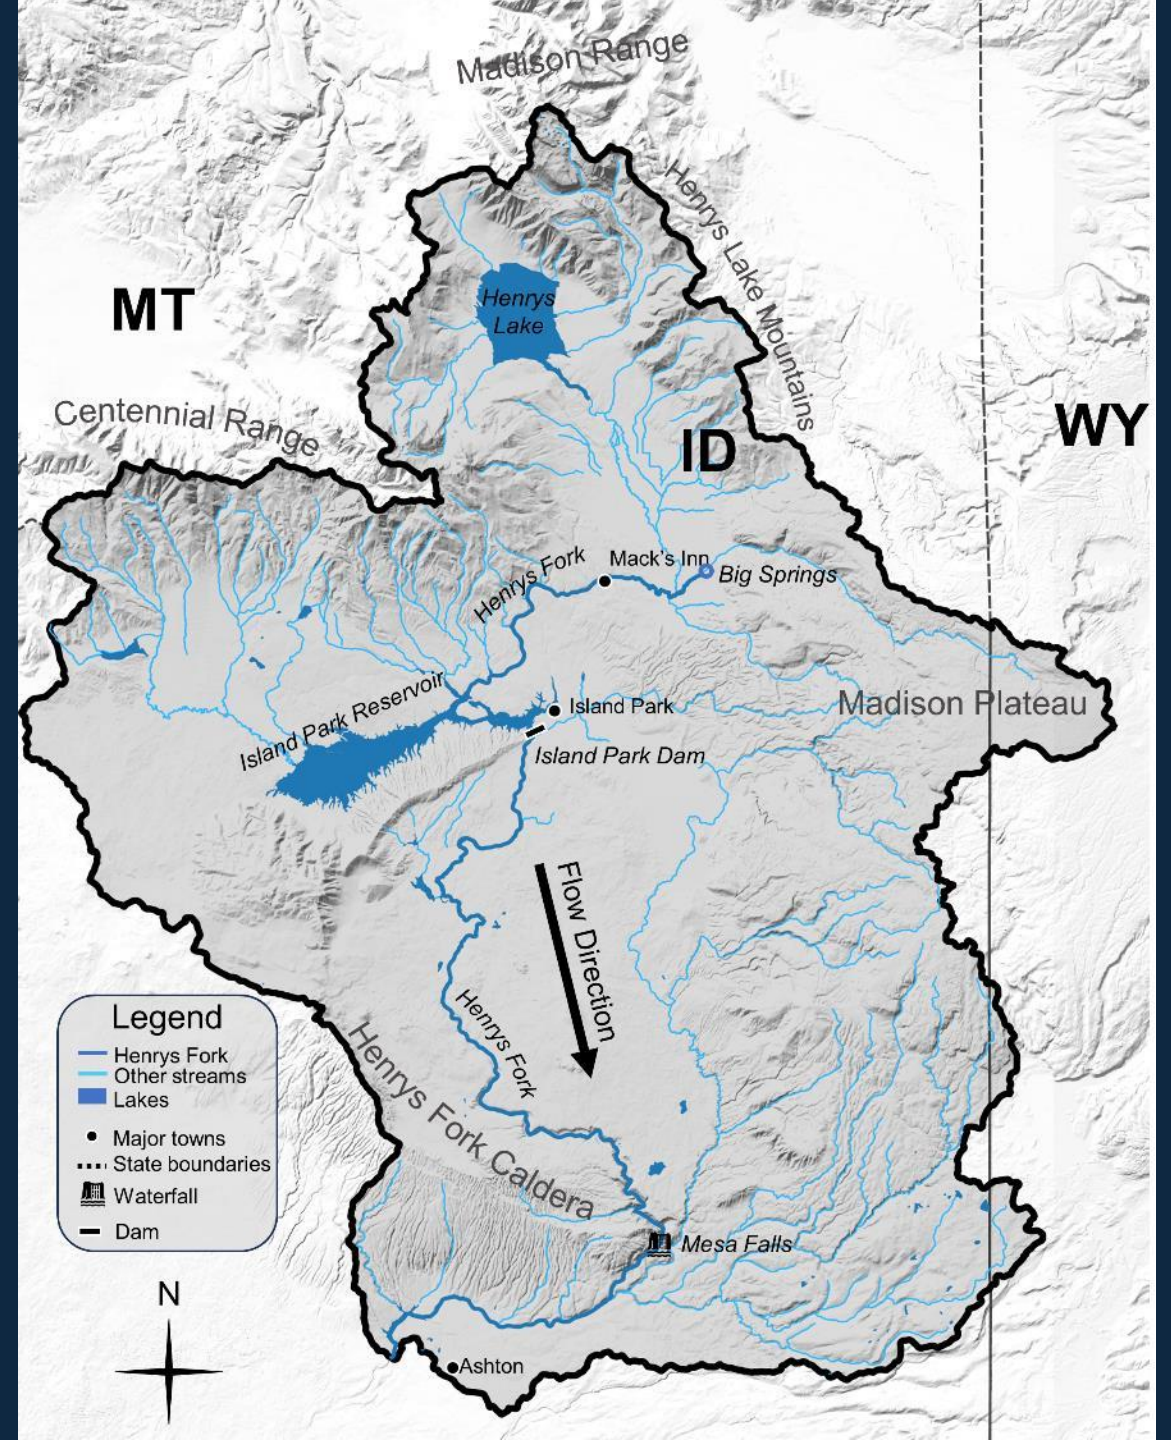 Madison Range
Henrys Lake Mountains
Henrys
Lake
MT
Centennial Range
WY
ID
Henrys Fork
Mack's Inn
Big Springs
Island Park Reservoir
Island Park
Madison Plateau
Island Park Dam
Flow Direction
Henrys Fork
Henrys Fork Caldera
Mesa Falls
Ashton
Legend
Henrys Fork
Other streams
Lakes
Major towns
State boundaries
Waterfall
Dam
N